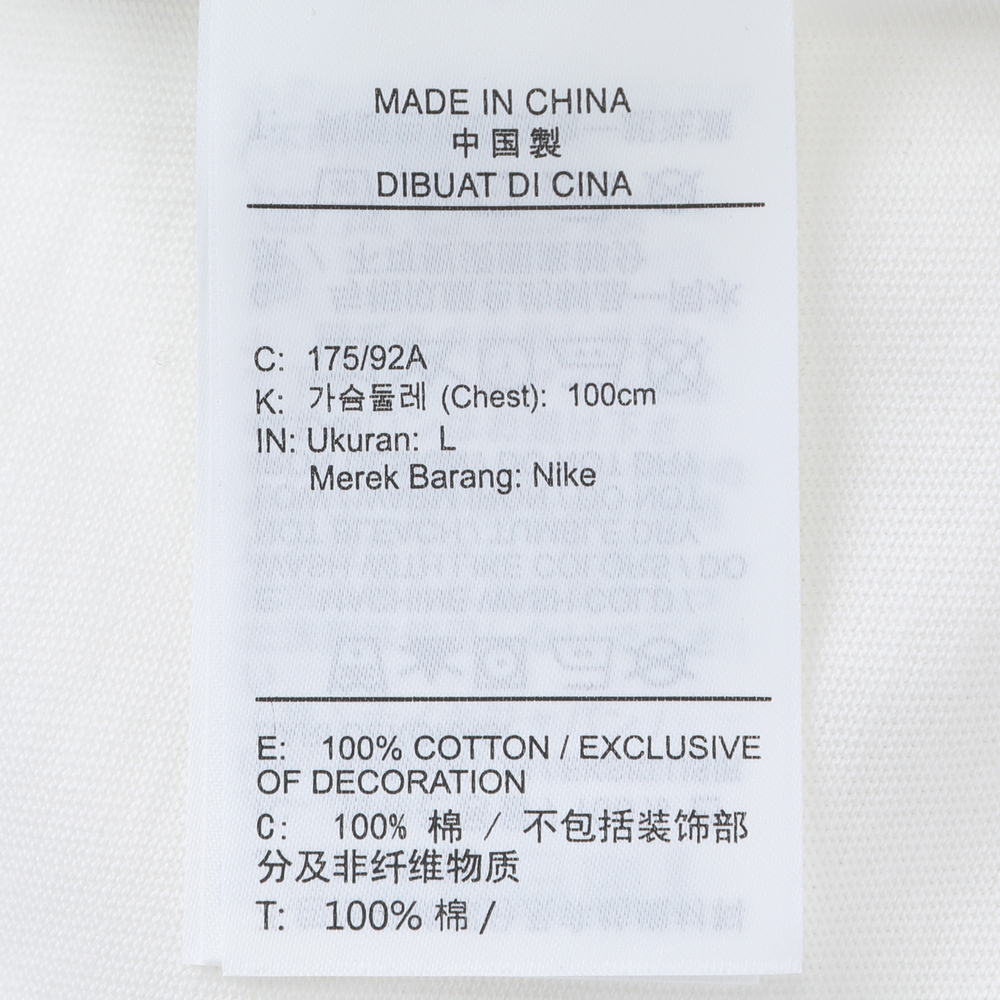 MADE IN CHINA
中国製
DIBUAT DI CINA
C: 175/92A
K: 가슴둘레 (Chest): 100cm
IN: Ukuran: L
Merek Barang: Nike
E: 100% COTTON / EXCLUSIVE
OF DECORATION
C: 100% 棉 / 不包括装饰部
分及非纤维物质
T: 100% 棉 /